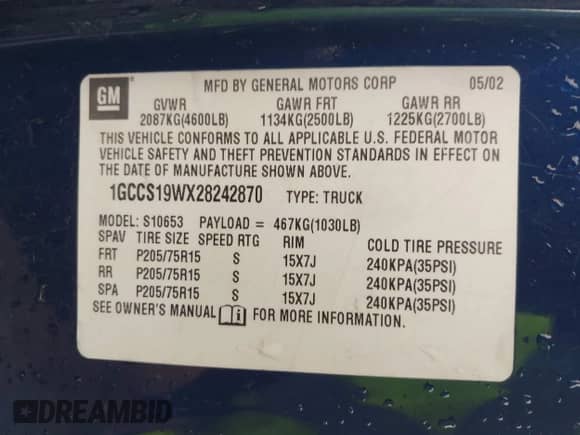 GM
MFD BY GENERAL MOTORS CORP 05/02
GVWR GAWR FRT GAWR RR
2087KG(4600LB) 1134KG(2500LB) 1225KG(2700LB)
THIS VEHICLE CONFORMS TO ALL APPLICABLE U.S. FEDERAL MOTOR
VEHICLE SAFETY AND THEFT PREVENTION STANDARDS IN EFFECT ON
THE DATE OF MANUFACTURE SHOWN ABOVE.
1GCCS19WX28242870 TYPE: TRUCK
MODEL: S10653 PAYLOAD = 467KG(1030LB)
SPAV TIRE SIZE SPEED RTG RIM COLD TIRE PRESSURE
FRT P205/75R15 S 15X7J 240KPA(35PSI)
RR P205/75R15 S 15X7J 240KPA(35PSI)
SPA P205/75R15 S 15X7J 240KPA(35PSI)
SEE OWNER'S MANUAL i FOR MORE INFORMATION.
DREAMBID